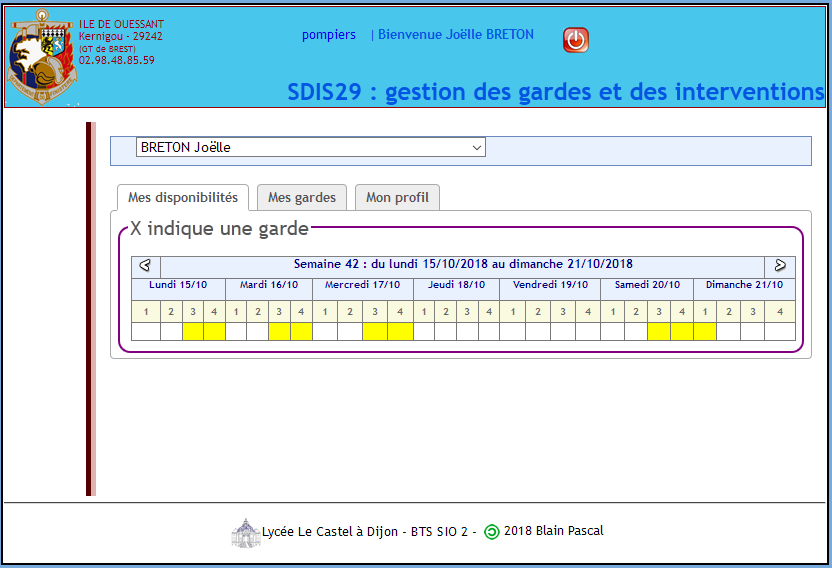 ILE DE OUESSANT
Kernigou - 29242
(GT de BREST)
02.98.48.85.59
pompiers | Bienvenue Joëlle BRETON
SDIS29 : gestion des gardes et des interventions
BRETON Joëlle
Mes disponibilités Mes gardes Mon profil
X indique une garde
Semaine 42 : du lundi 15/10/2018 au dimanche 21/10/2018
Lundi 15/10 Mardi 16/10 Mercredi 17/10 Jeudi 18/10 Vendredi 19/10 Samedi 20/10 Dimanche 21/10
1 2 3 4 1 2 3 4 1 2 3 4 1 2 3 4 1 2 3 4 1 2 3 4 1 2 3 4
Lycée Le Castel à Dijon - BTS SIO 2 - 2018 Blain Pascal